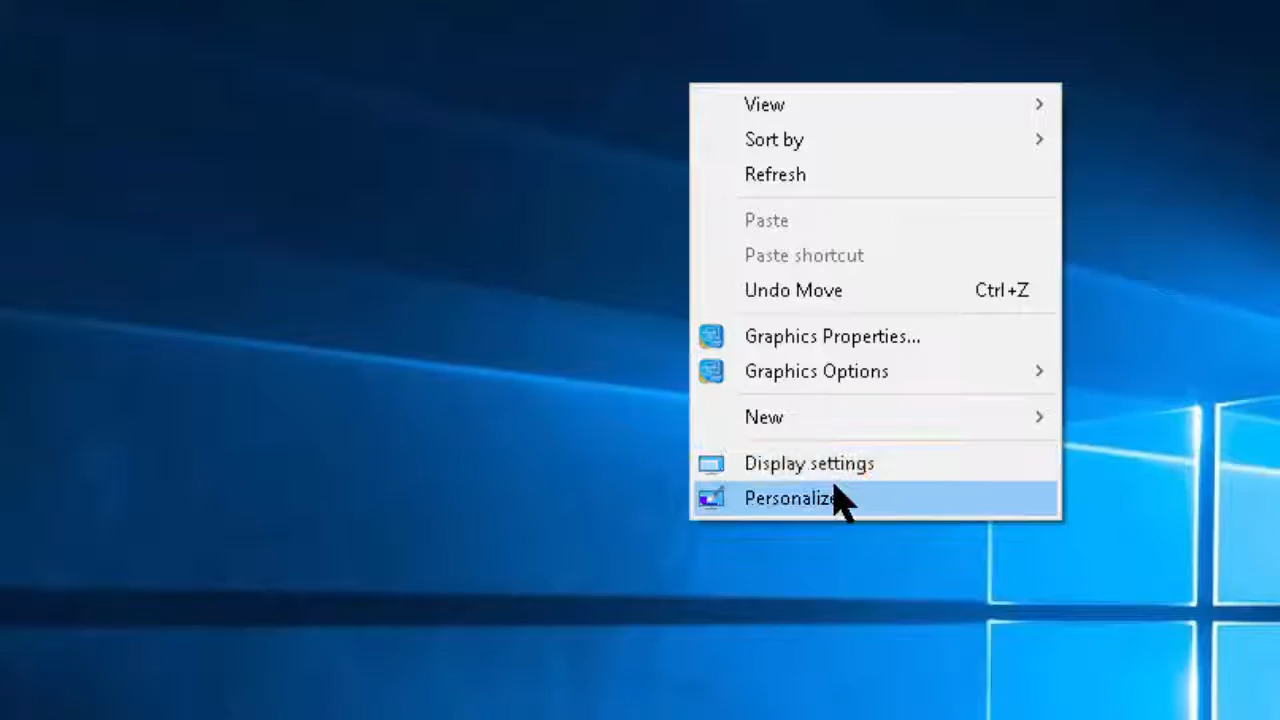 View
Sort by
Refresh
Paste
Paste shortcut
Undo Move Ctrl+Z
Graphics Properties...
Graphics Options
New
Display settings
Personalize